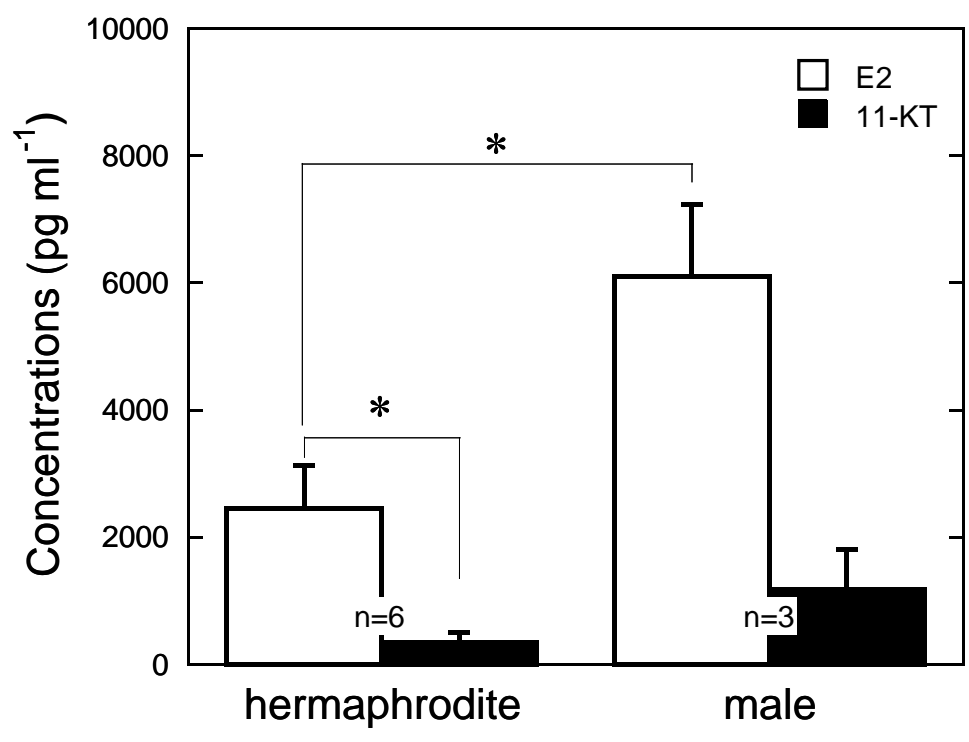 10000
8000
6000
4000
2000
0
Concentrations (pg ml⁻¹)
E2
11-KT
*
*
n=6
n=3
hermaphrodite
male